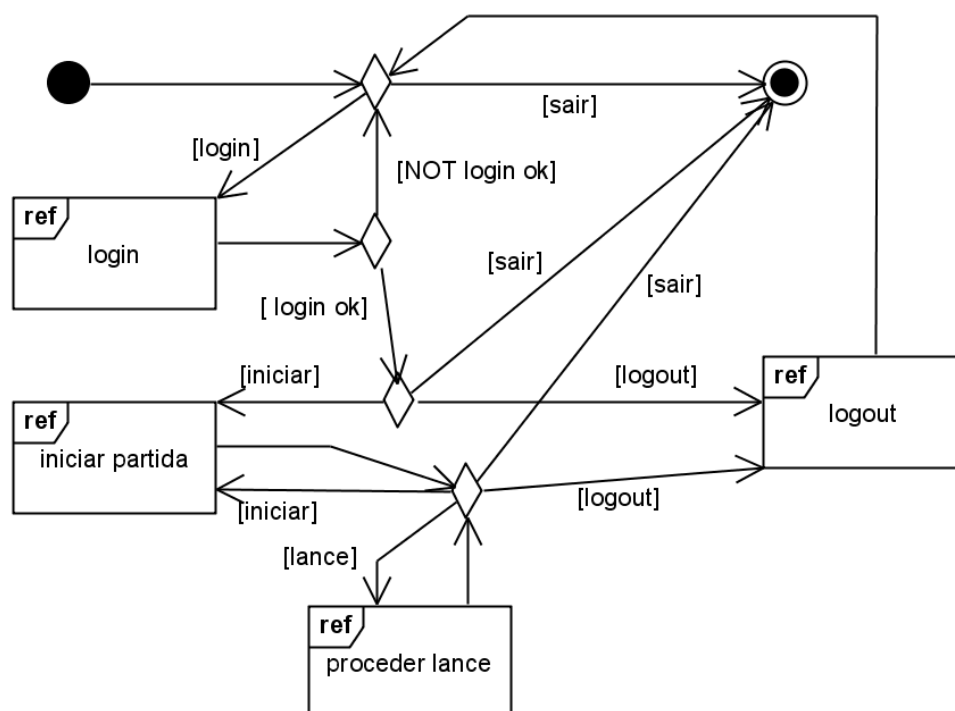 [sair]
[login]
[NOT login ok]
ref
login
[sair]
[sair]
[ login ok]
[iniciar]
[logout]
ref
logout
ref
iniciar partida
[iniciar]
[logout]
[lance]
ref
proceder lance